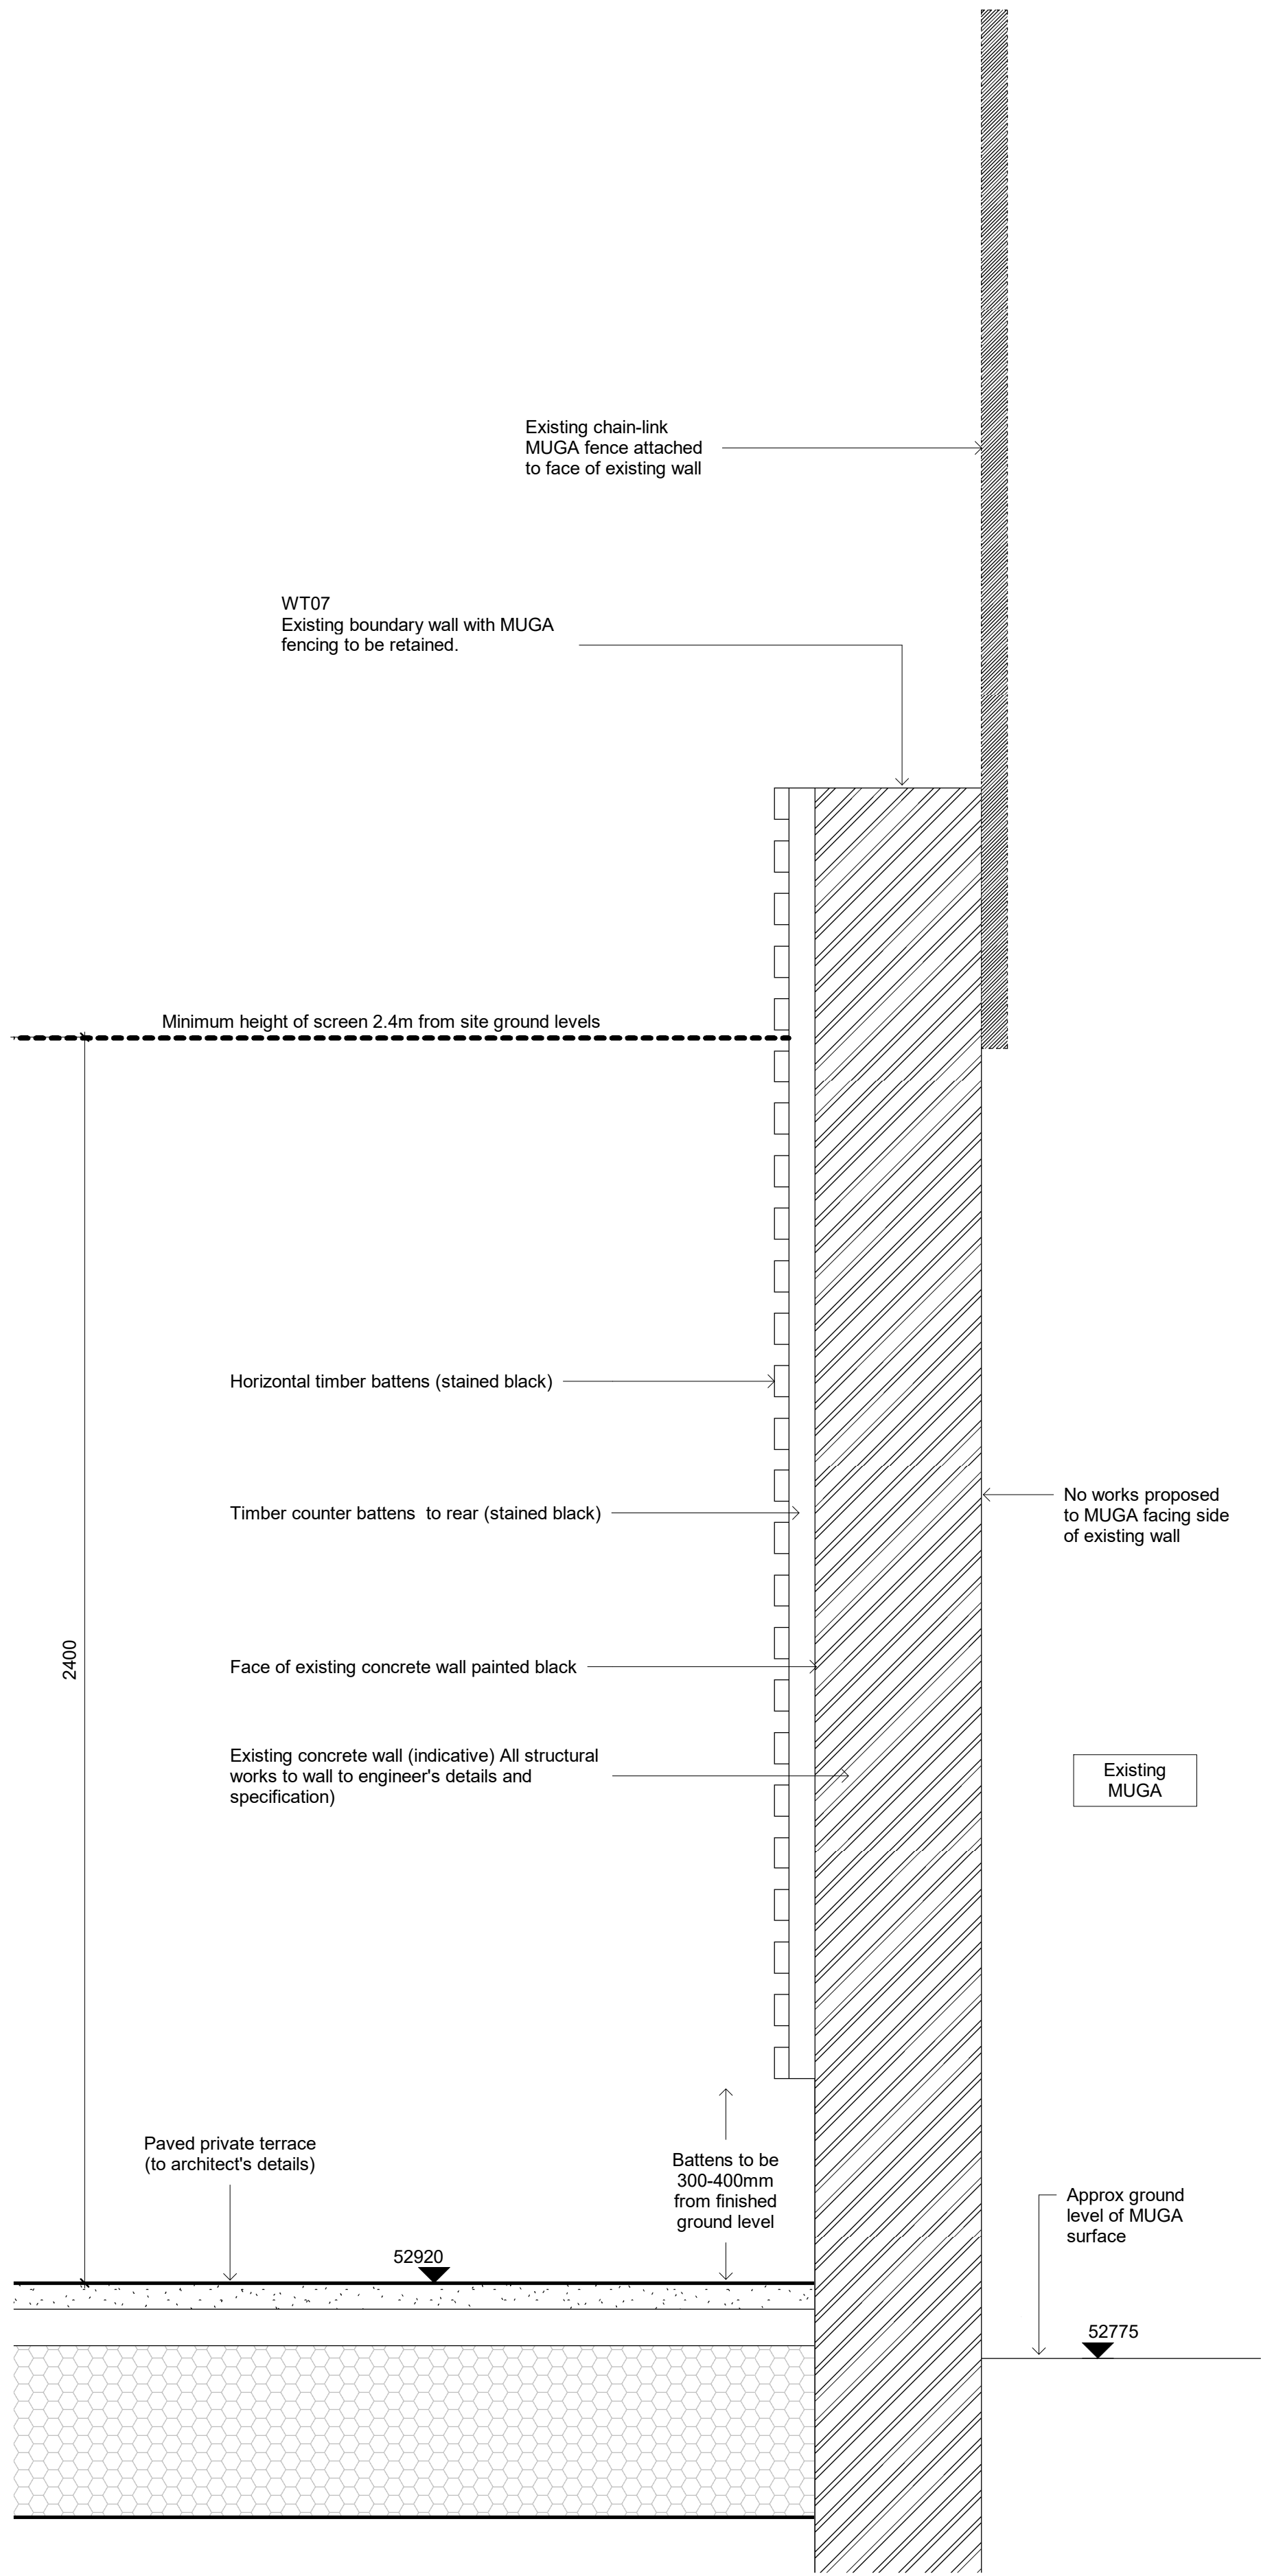 Existing chain-link
MUGA fence attached
to face of existing wall
WT07
Existing boundary wall with MUGA
fencing to be retained.
Minimum height of screen 2.4m from site ground levels
Horizontal timber battens (stained black)
Timber counter battens  to rear (stained black)
No works proposed
to MUGA facing side
of existing wall
2400
Face of existing concrete wall painted black
Existing concrete wall (indicative) All structural
works to wall to engineer's details and
specification)
Existing
MUGA
Paved private terrace
(to architect's details)
Battens to be
300-400mm
from finished
ground level
Approx ground
level of MUGA
surface
52920
52775